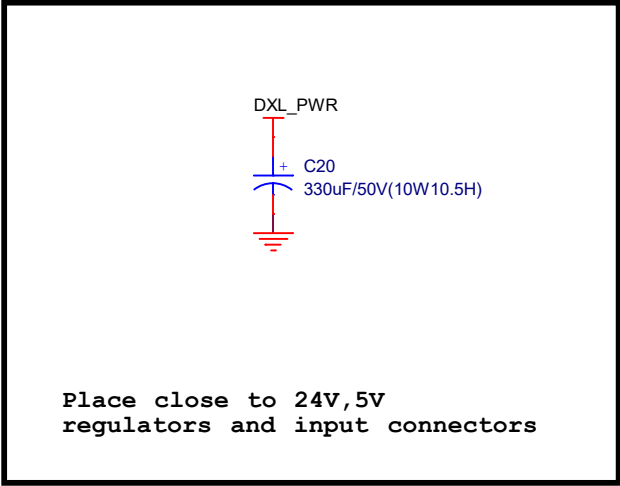 DXL_PWR
+ C20
330uF/50V(10W10.5H)
Place close to 24V,5V
regulators and input connectors